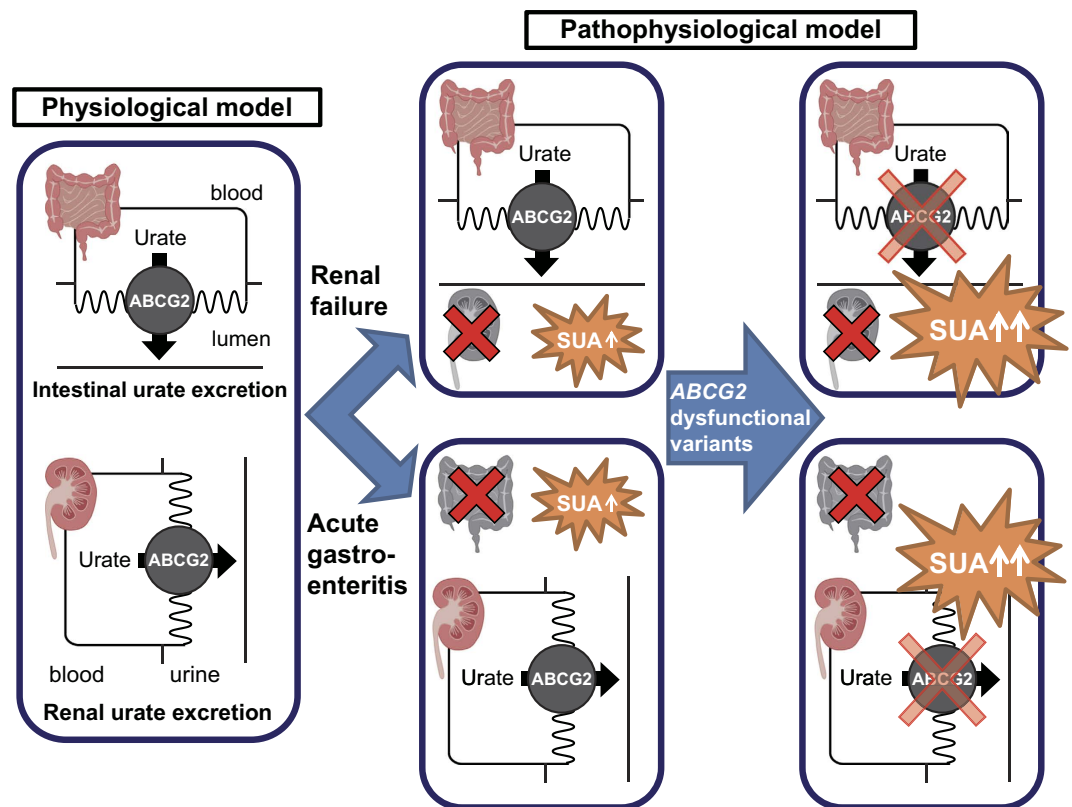 Pathophysiological model
Physiological model
blood
Urate
ABCG2
lumen
Intestinal urate excretion
Urate
ABCG2
blood
urine
Renal urate excretion
Renal
failure
Acute
gastro-
enteritis
Urate
ABCG2
SUA↑
SUA↑
Urate
ABCG2
ABCG2
dysfunctional
variants
Urate
ABCG2
SUA↑↑
SUA↑↑
Urate
ABCG2